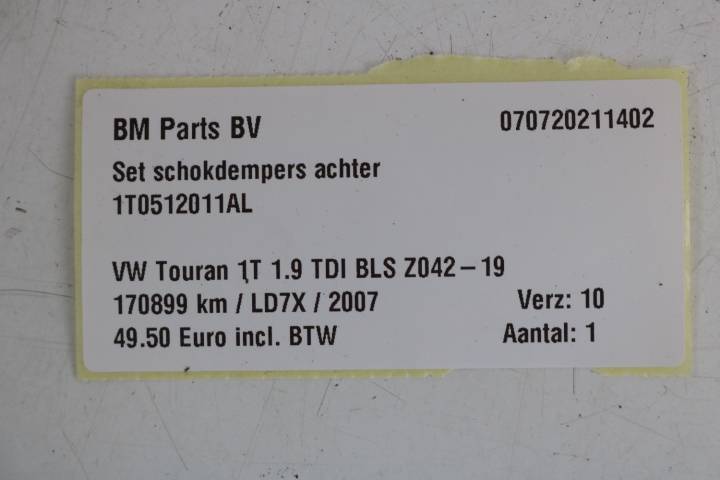 BM Parts BV 070720211402
Set schokdempers achter
1T0512011AL
VW Touran 1T 1.9 TDI BLS Z042-19
170899 km / LD7X / 2007 Verz: 10
49.50 Euro incl. BTW Aantal: 1